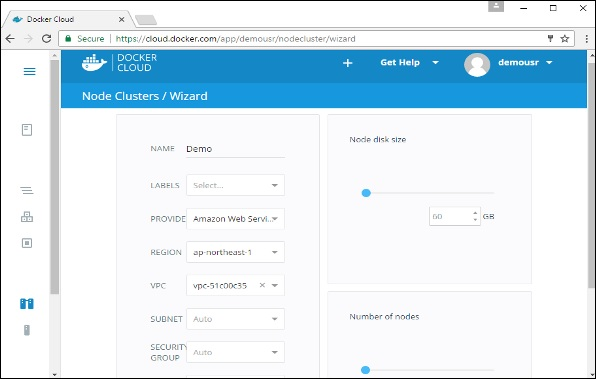 Docker Cloud
Secure
https://cloud.docker.com/app/demousr/nodecluster/wizard
DOCKER
CLOUD
Get Help
demousr
Node Clusters / Wizard
NAME
Demo
LABELS
Select...
PROVIDE
Amazon Web Servi...
REGION
ap-northeast-1
VPC
vpc-51c00c35
SUBNET
Auto
SECURITY
GROUP
Auto
Node disk size
60
GB
Number of nodes